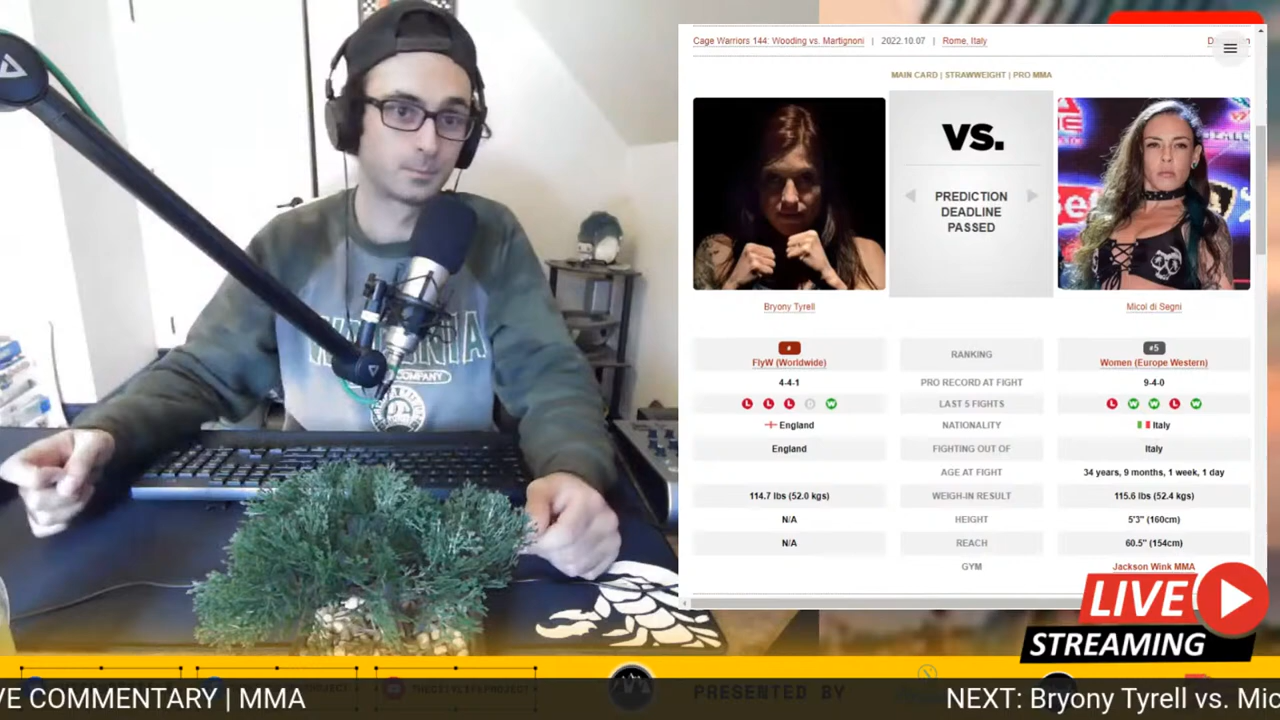 Cage Warriors 144: Wooding vs. Martignoni | 2022.10.07 | Rome, Italy
MAIN CARD | STRAWWEIGHT | PRO MMA
VS.
PREDICTION
DEADLINE
PASSED
Bryony Tyrell
Micol di Segni
#
#5
FlyW (Worldwide)
RANKING
Women (Europe Western)
4-4-1
PRO RECORD AT FIGHT
9-4-0
L L L D W
LAST 5 FIGHTS
L W W L W
England
NATIONALITY
Italy
England
FIGHTING OUT OF
Italy
AGE AT FIGHT
34 years, 9 months, 1 week, 1 day
114.7 lbs (52.0 kgs)
WEIGH-IN RESULT
115.6 lbs (52.4 kgs)
N/A
HEIGHT
5'3" (160cm)
N/A
REACH
60.5" (154cm)
GYM
Jackson Wink MMA
COMPANY
LIVE
STREAMING
PRESENTED BY
VE COMMENTARY | MMA
NEXT: Bryony Tyrell vs. Mic